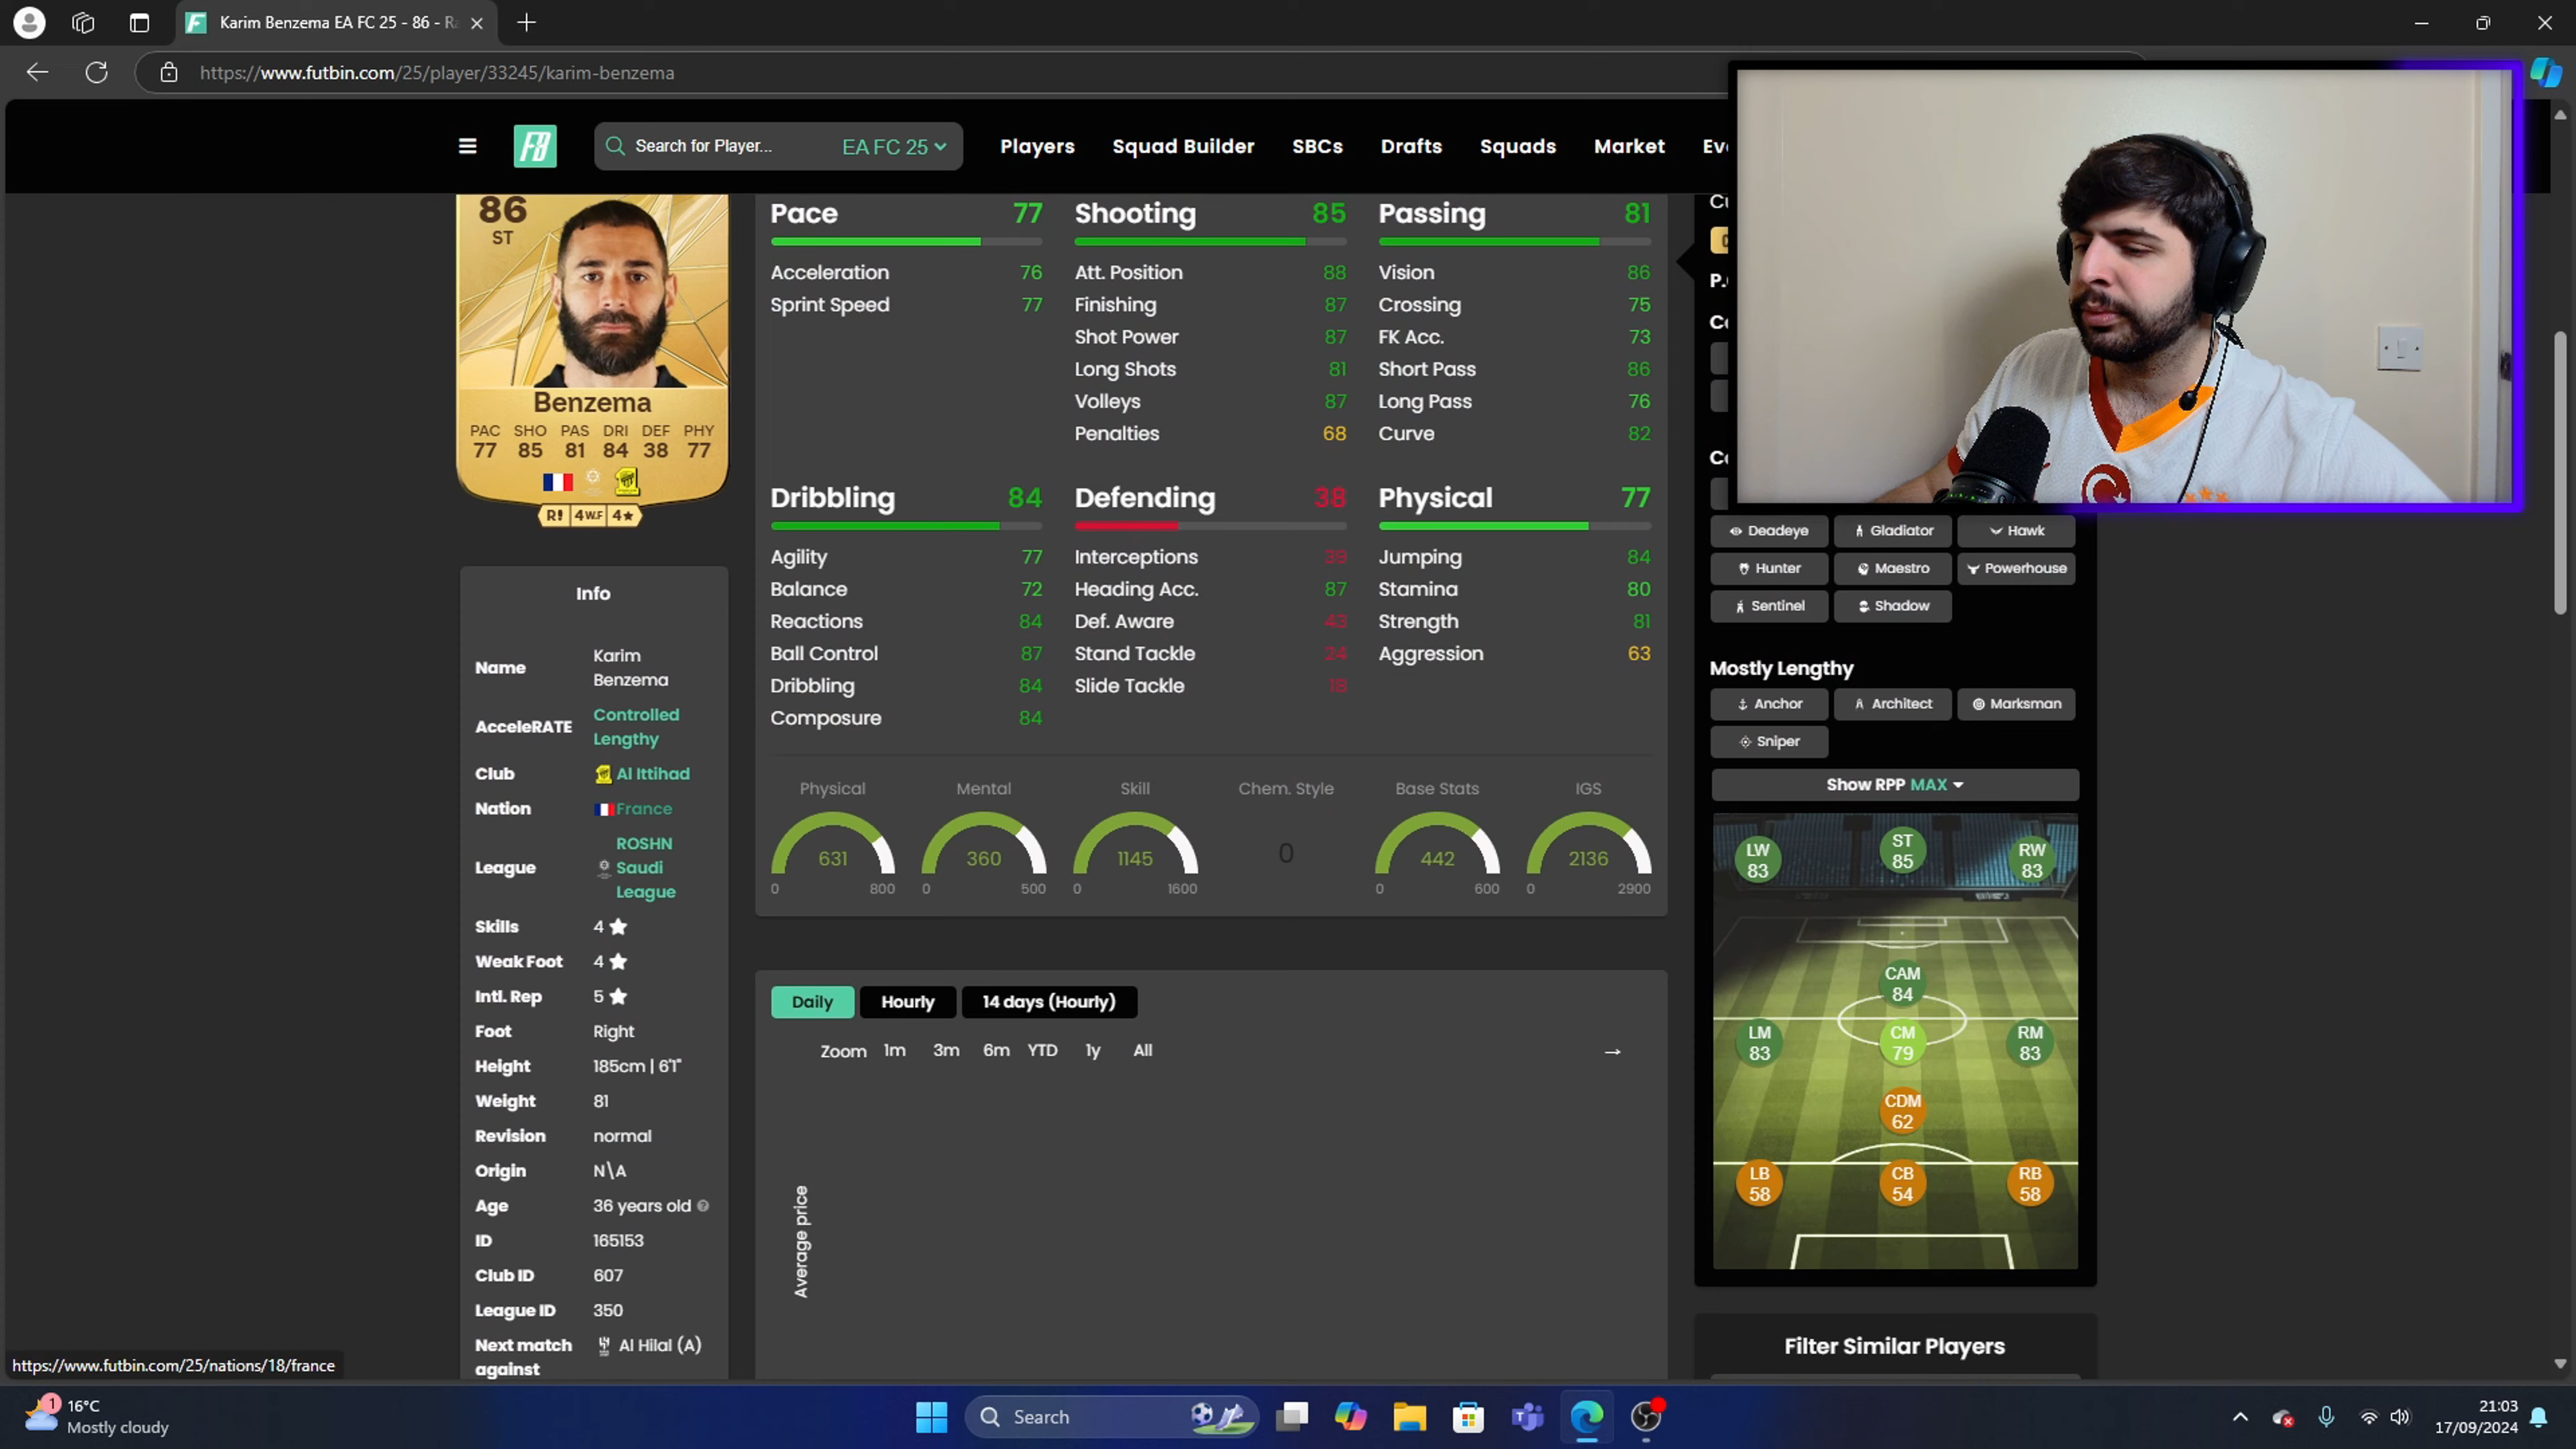 Karim Benzema EA FC 25 - 86 - R
https://www.futbin.com/25/player/33245/karim-benzema
Search for Player...
EA FC 25
Players
Squad Builder
SBCs
Drafts
Squads
Market
86
ST
Benzema
PAC SHO PAS DRI DEF PHY
77 85 81 84 38 77
R 4 W.F 4★
Pace 77
Acceleration 76
Sprint Speed 77
Shooting 85
Att. Position 88
Finishing 87
Shot Power 87
Long Shots 81
Volleys 87
Penalties 68
Passing 81
Vision 86
Crossing 75
FK Acc. 73
Short Pass 86
Long Pass 76
Curve 82
Dribbling 84
Agility 77
Balance 72
Reactions 84
Ball Control 87
Dribbling 84
Composure 84
Defending 38
Interceptions 39
Heading Acc. 87
Def. Aware 43
Stand Tackle 24
Slide Tackle 18
Physical 77
Jumping 84
Stamina 80
Strength 81
Aggression 63
Physical
631
0 800
Mental
360
0 500
Skill
1145
0 1600
Chem. Style
0
Base Stats
442
0 600
IGS
2136
0 2900
Info
Name Karim
Benzema
AcceleRATE Controlled
Lengthy
Club Al Ittihad
Nation France
League ROSHN
Saudi
League
Skills 4 ★
Weak Foot 4 ★
Intl. Rep 5 ★
Foot Right
Height 185cm | 6'1"
Weight 81
Revision normal
Origin N\A
Age 36 years old
ID 165153
Club ID 607
League ID 350
Next match
against Al Hilal (A)
Daily
Hourly
14 days (Hourly)
Zoom 1m 3m 6m YTD 1y All
→
Average price
Deadeye
Gladiator
Hawk
Hunter
Maestro
Powerhouse
Sentinel
Shadow
Mostly Lengthy
Anchor
Architect
Marksman
Sniper
Show RPP MAX
LW
83
ST
85
RW
83
CAM
84
LM
83
CM
79
RM
83
CDM
62
LB
58
CB
54
RB
58
Filter Similar Players
https://www.futbin.com/25/nations/18/france
1
16°C
Mostly cloudy
Search
21:03
17/09/2024